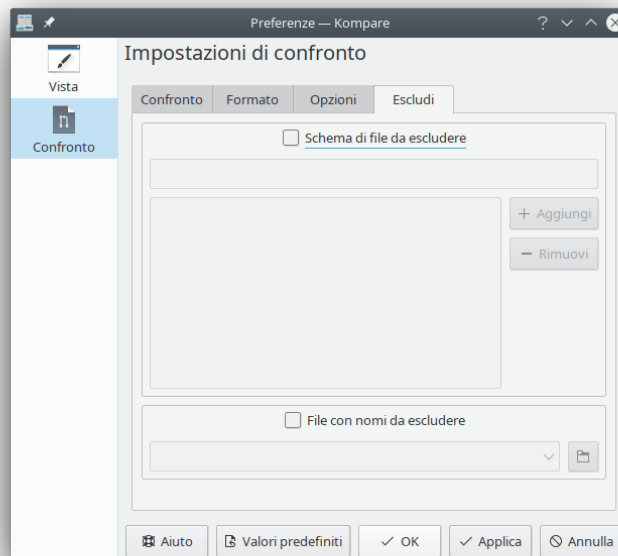 Preferenze — Kompare
Impostazioni di confronto
Vista
Confronto
Confronto Formato Opzioni Escludi
Schema di file da escludere
+ Aggiungi
− Rimuovi
File con nomi da escludere
Aiuto Valori predefiniti OK Applica Annulla